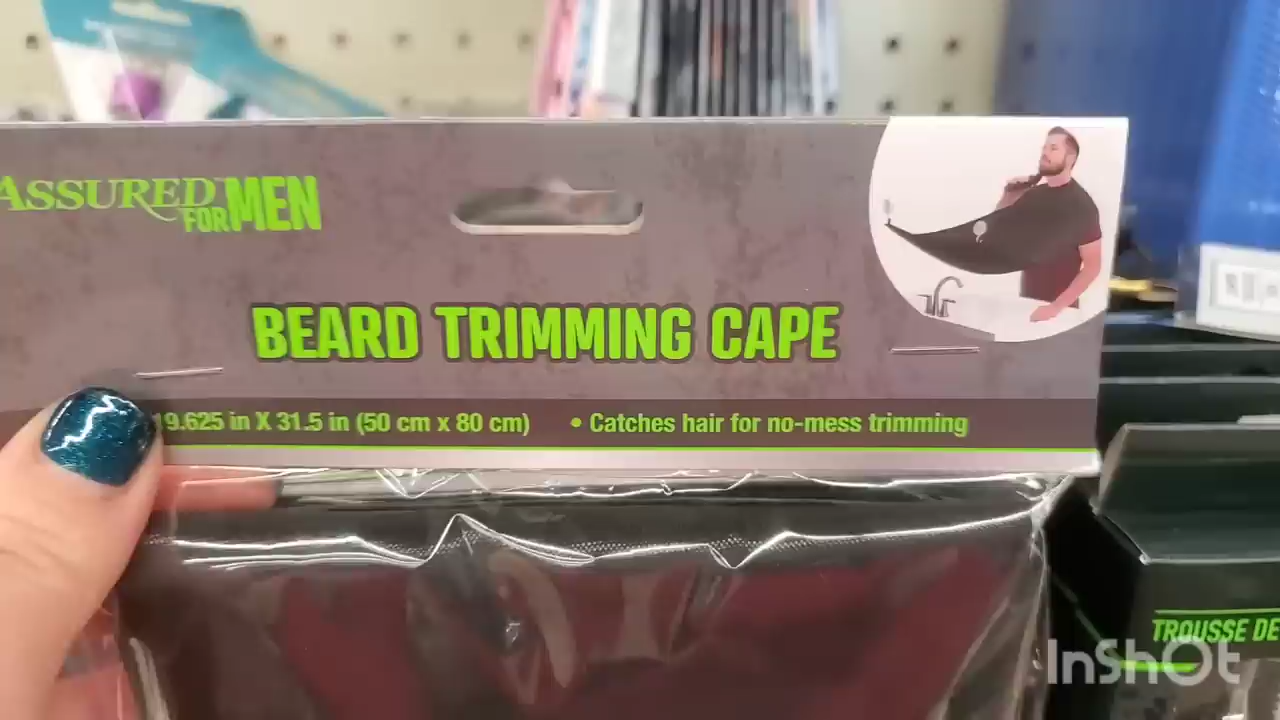 ASSURED
FOR MEN
BEARD TRIMMING CAPE
19.625 in X 31.5 in (50 cm x 80 cm) • Catches hair for no-mess trimming
TROUSSE DE
InShOt